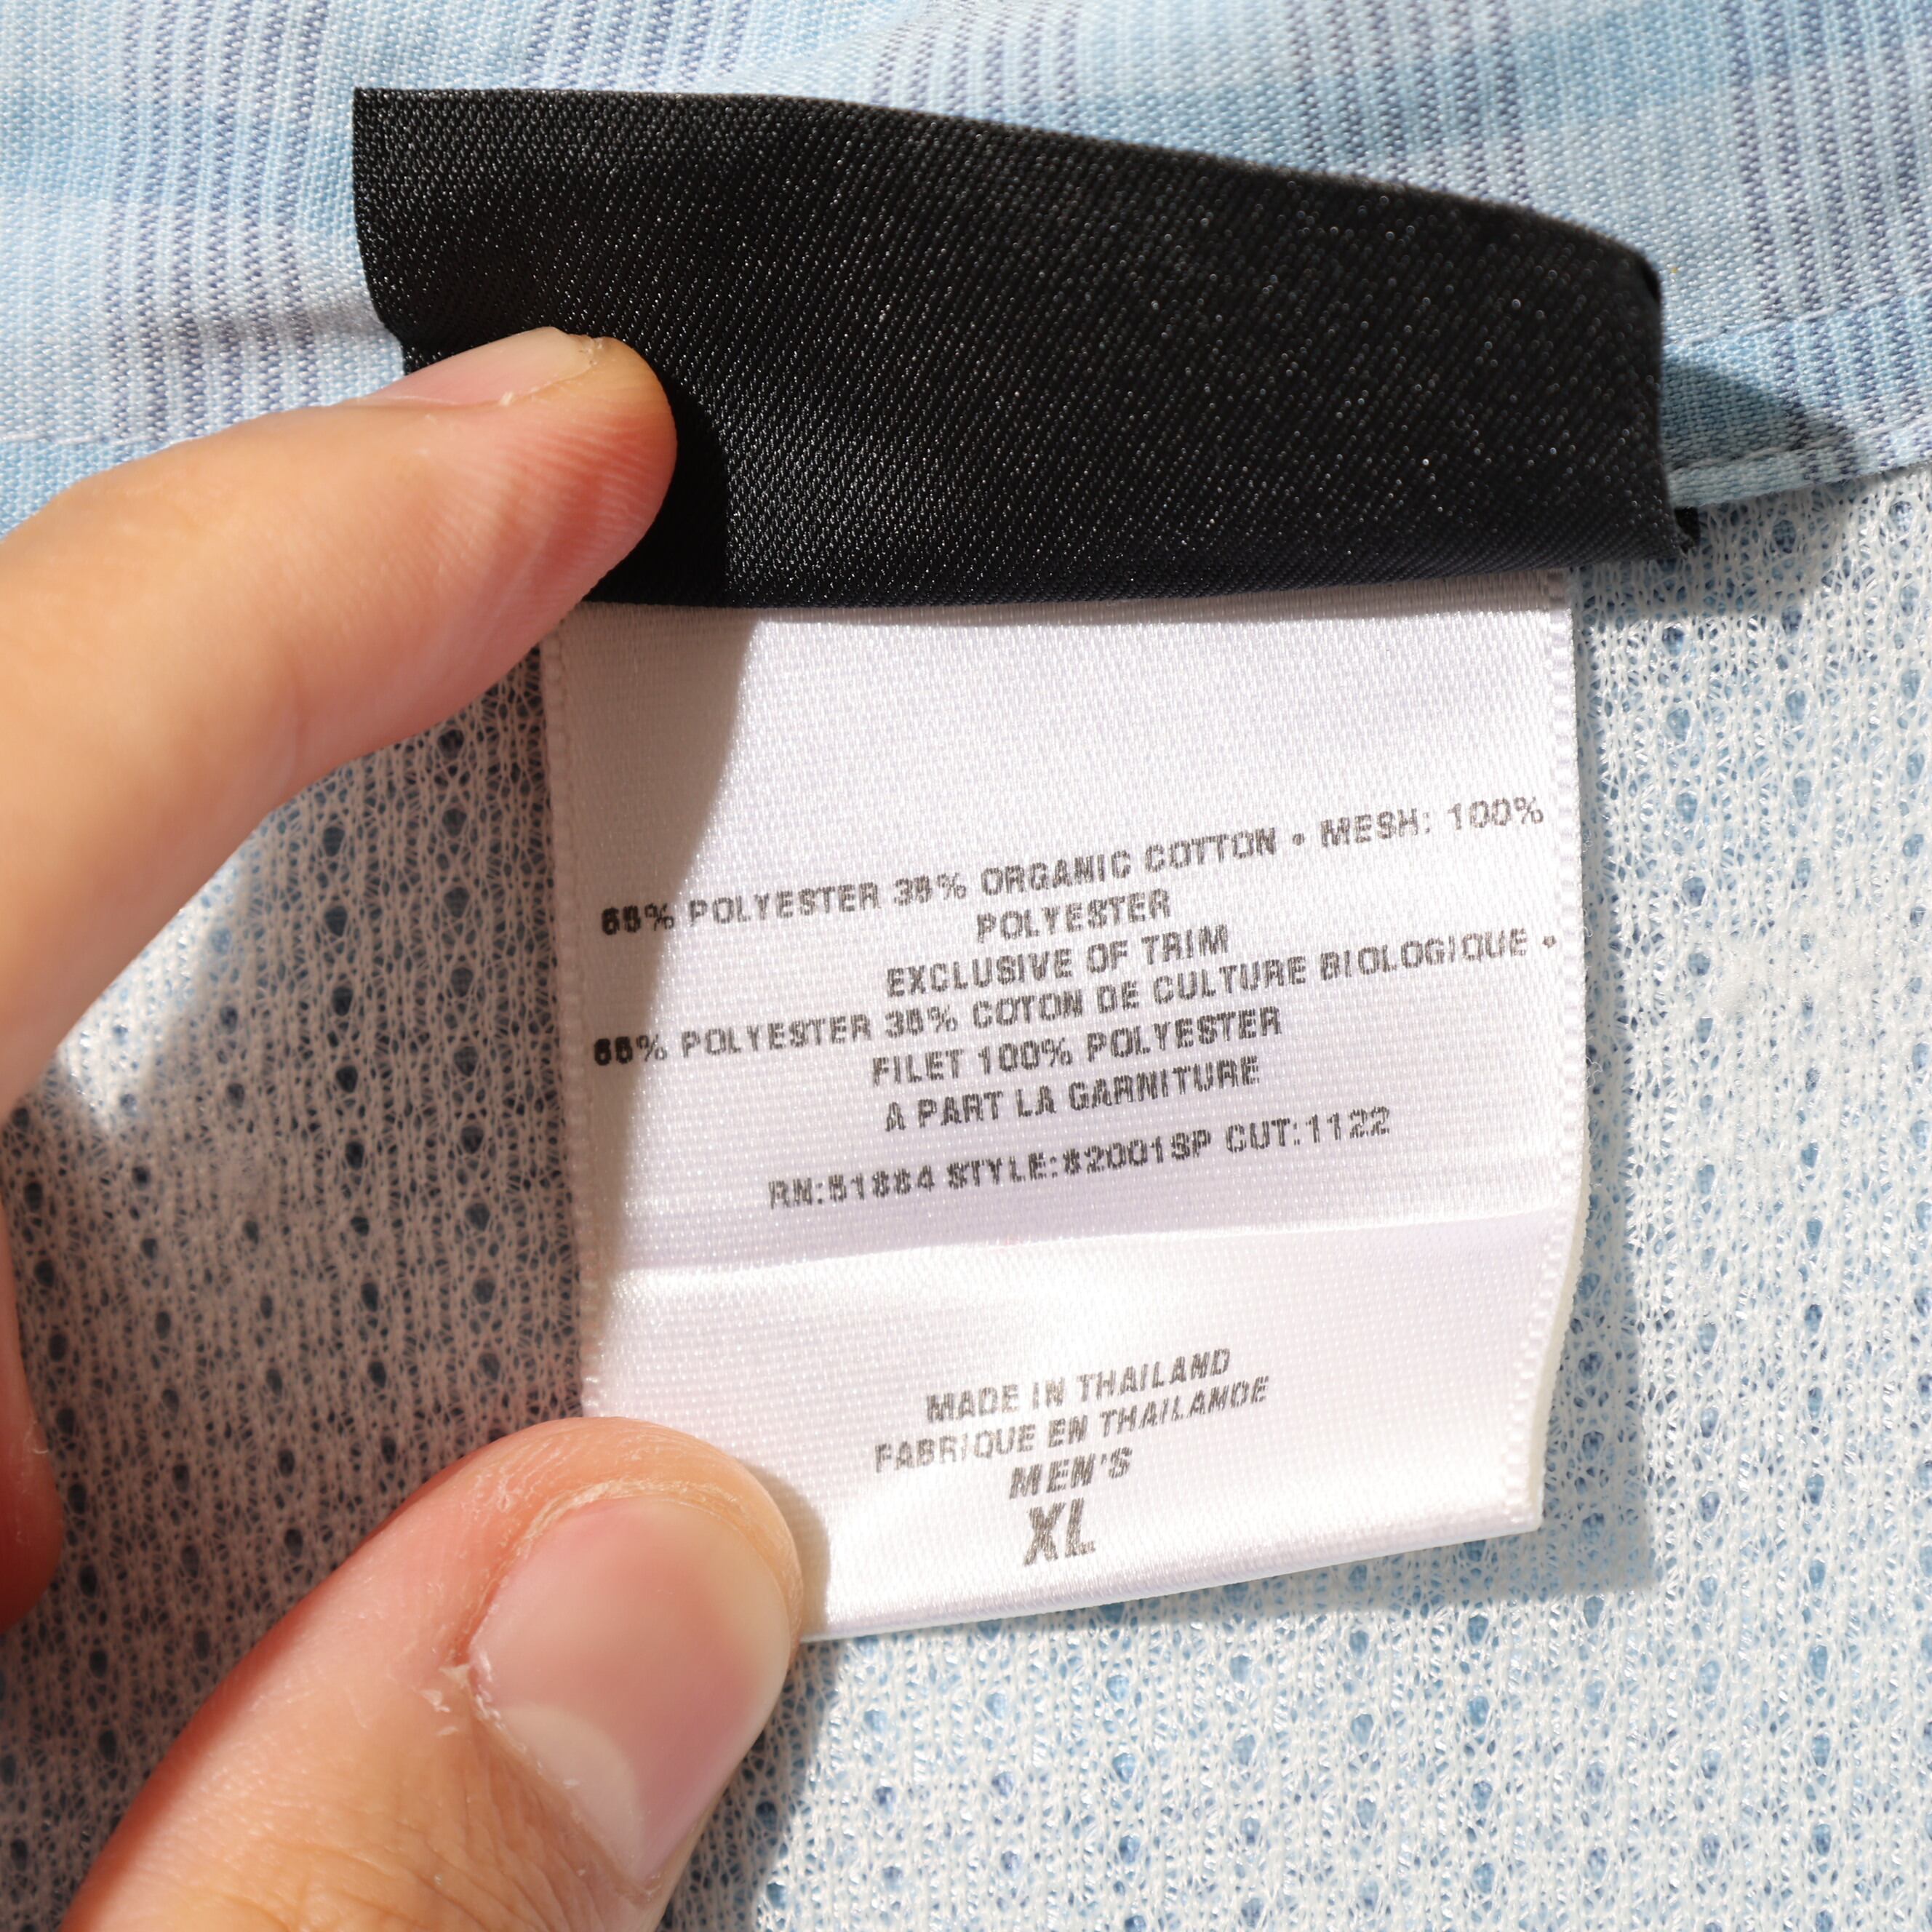 65% POLYESTER 35% ORGANIC COTTON • MESH: 100%
POLYESTER
EXCLUSIVE OF TRIM
65% POLYESTER 35% COTON DE CULTURE BIOLOGIQUE •
FILET 100% POLYESTER
A PART LA GARNITURE
RN:51884 STYLE:82001SP CUT:1122
MADE IN THAILAND
FABRIQUE EN THAILANDE
MEN'S
XL